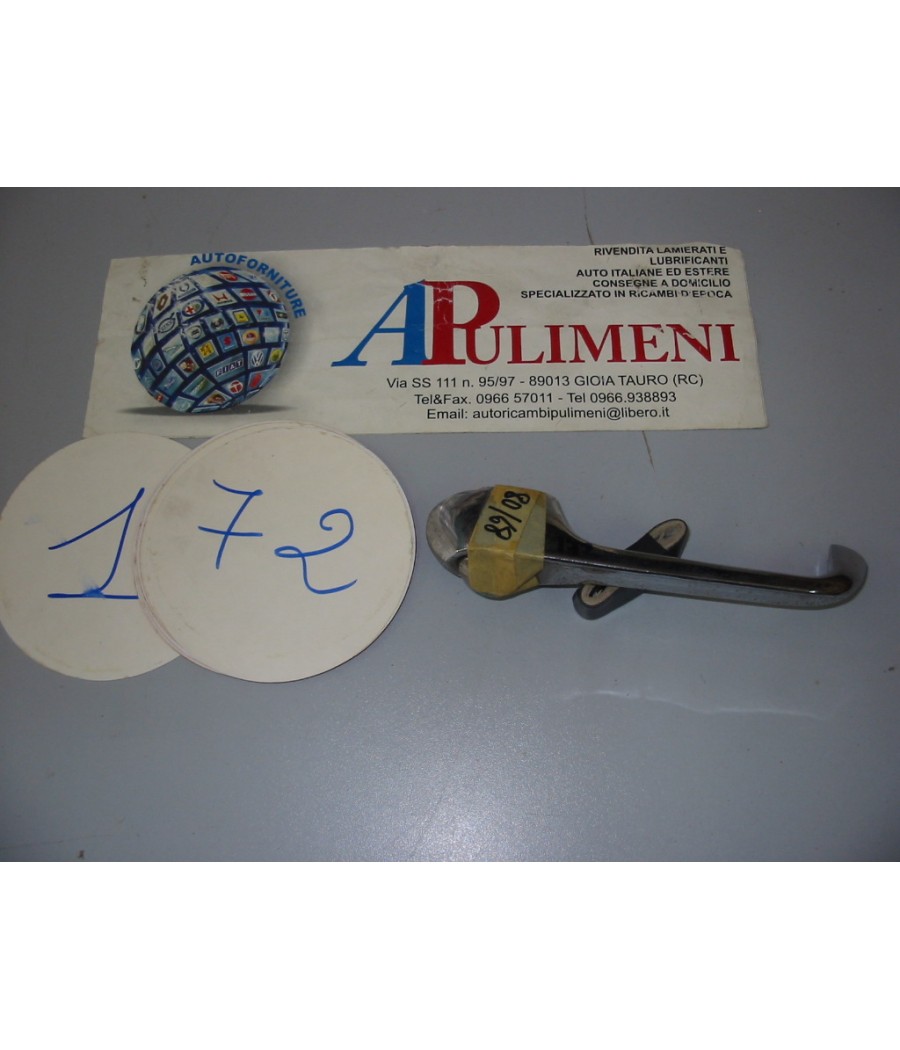 AUTOFORNITURE
RIVENDITA LAMIERATI E
LUBRIFICANTI
AUTO ITALIANE ED ESTERE
CONSEGNE A DOMICILIO
SPECIALIZZATO IN RICAMBI D'EPOCA
APULIMENI
Via SS 111 n. 95/97 - 89013 GIOIA TAURO (RC)
Tel&Fax. 0966 57011 - Tel 0966.938893
Email: autoricambipulimeni@libero.it
1 72
89/08